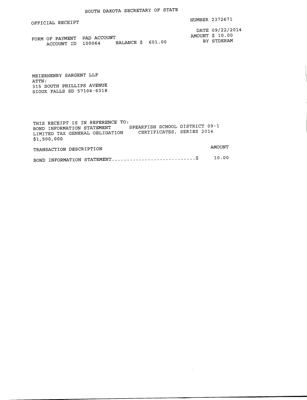 SOUTH DAKOTA SECRETARY OF STATE
OFFICIAL RECEIPT
NUMBER 2372671
DATE 09/22/2014
FORM OF PAYMENT PAD ACCOUNT
AMOUNT $ 10.00
ACCOUNT ID 100064 BALANCE $ 601.00
BY STDEHAM
MEIERHENRY SARGENT LLP
ATTN:
315 SOUTH PHILLIPS AVENUE
SIOUX FALLS SD 57104-6318
THIS RECEIPT IS IN REFERENCE TO:
BOND INFORMATION STATEMENT SPEARFISH SCHOOL DISTRICT 09-1
LIMITED TAX GENERAL OBLIGATION CERTIFICATES, SERIES 2014
$1,500,000
TRANSACTION DESCRIPTION AMOUNT
BOND INFORMATION STATEMENT............................$ 10.00